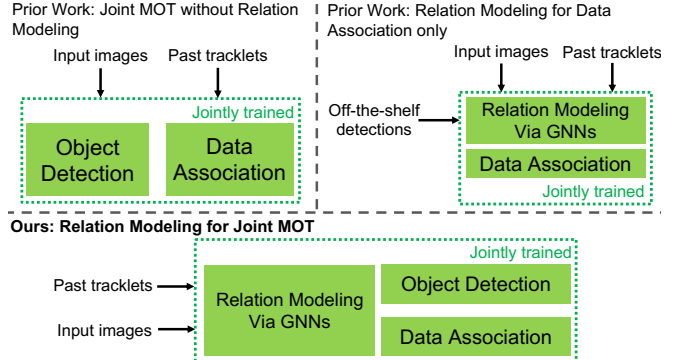 Prior Work: Joint MOT without Relation
Modeling
Input images
Past tracklets
Jointly trained
Object
Detection
Data
Association
Prior Work: Relation Modeling for Data
Association only
Input images
Past tracklets
Off-the-shelf
detections
Relation Modeling
Via GNNs
Data Association
Jointly trained
Ours: Relation Modeling for Joint MOT
Jointly trained
Past tracklets
Input images
Relation Modeling
Via GNNs
Object Detection
Data Association